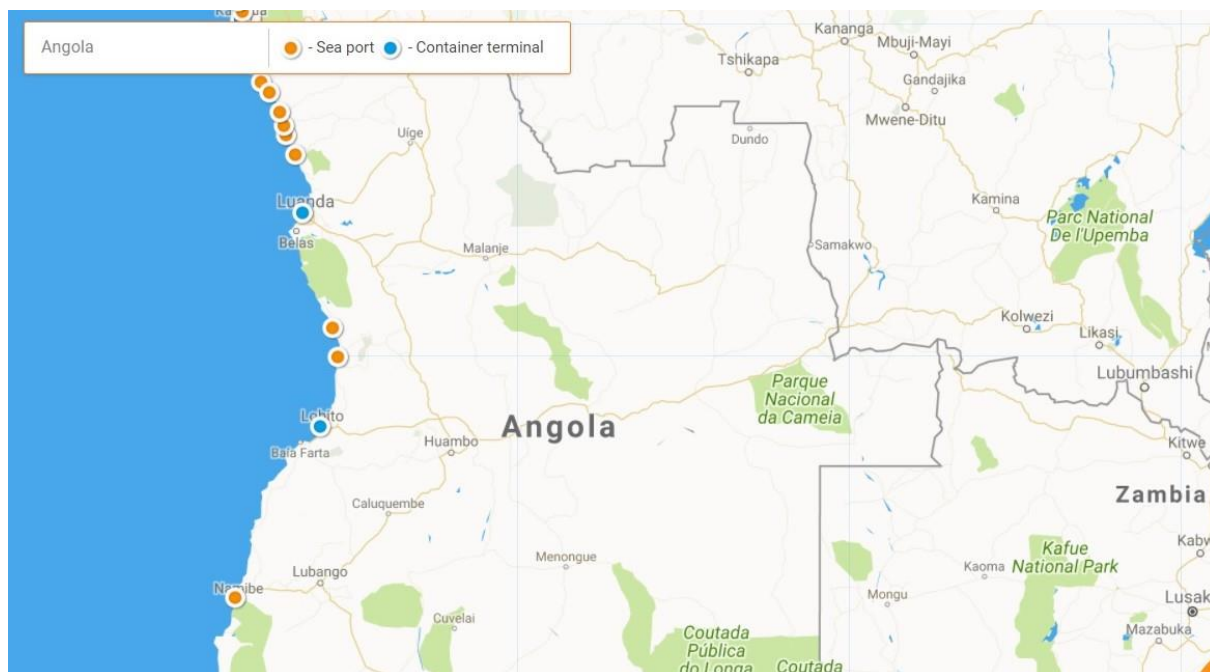 Angola
- Sea port
- Container terminal
Kananga
Mbuji-Mayi
Tshikapa
Gandajika
Mwene-Ditu
Uíge
Dundo
Luanda
Kamina
Parc National
De l'Upemba
Belas
Malanje
Samakwo
Kolwezi
Likasi
Lubumbashi
Parque
Nacional
da Cameia
Lobito
Angola
Huambo
Baía Farta
Kitwe
Zambia
Caluquembe
Menongue
Kafue
National Park
Kabw
Lubango
Kaoma
Namibe
Mongu
Lusak
Cuvelai
Mazabuka
Coutada
Pública
do Longa
Coutada